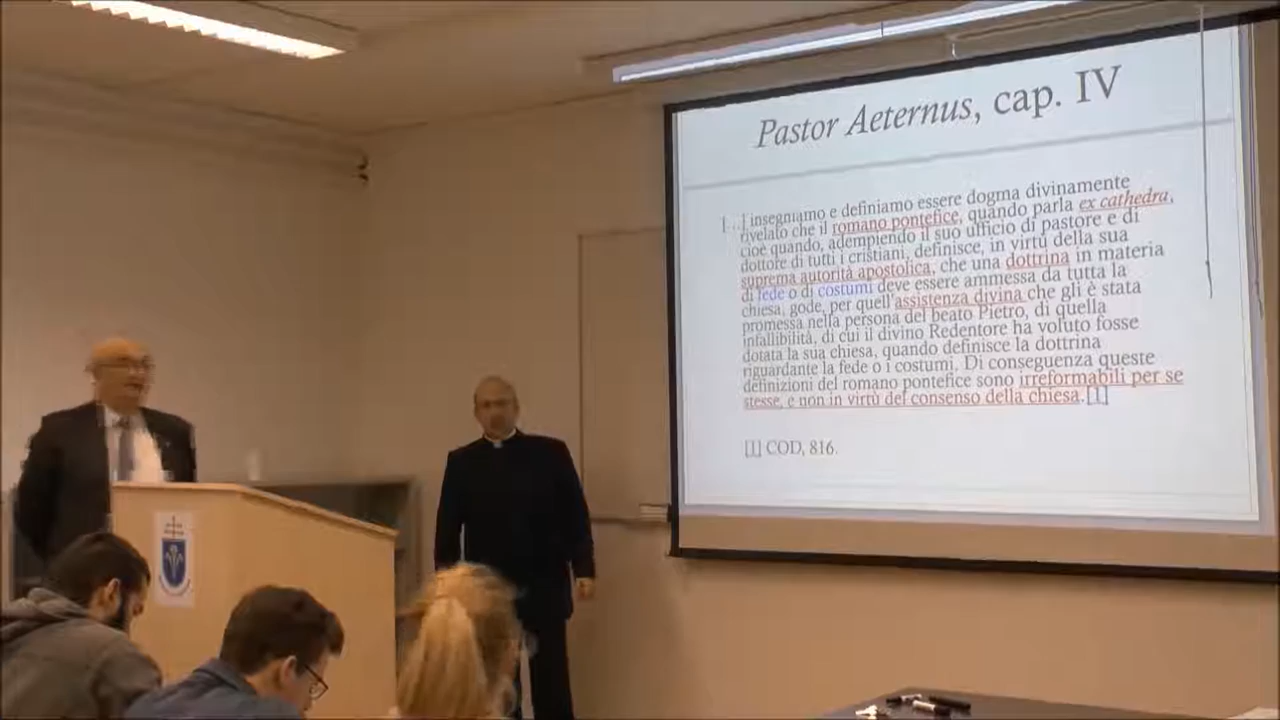 Pastor Aeternus, cap. IV
[…] insegniamo e definiamo essere dogma divinamente
rivelato che il romano pontefice, quando parla ex cathedra,
cioè quando, adempiendo il suo ufficio di pastore e di
dottore di tutti i cristiani, definisce, in virtù della sua
suprema autorità apostolica, che una dottrina in materia
di fede o di costumi deve essere ammessa da tutta la
chiesa, gode, per quell'assistenza divina che gli è stata
promessa nella persona del beato Pietro, di quella
infallibilità, di cui il divino Redentore ha voluto fosse
dotata la sua chiesa, quando definisce la dottrina
riguardante la fede o i costumi. Di conseguenza queste
definizioni del romano pontefice sono irreformabili per se
stesse, e non in virtù del consenso della chiesa.[1]
[1] COD, 816.